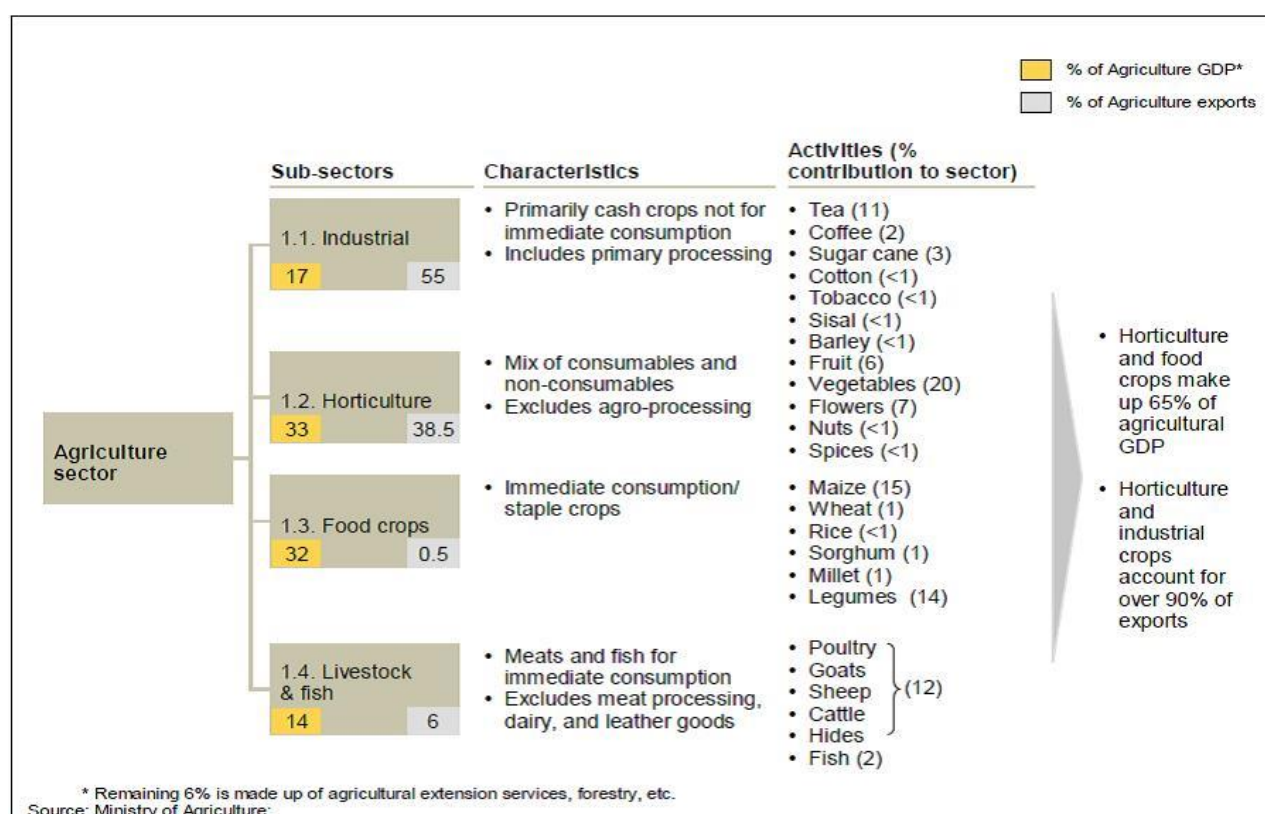 % of Agriculture GDP*
% of Agriculture exports
Sub-sectors
Characteristics
Activities (%
contribution to sector)
Agriculture
sector
1.1. Industrial
17
55
• Primarily cash crops not for
immediate consumption
• Includes primary processing
• Tea (11)
• Coffee (2)
• Sugar cane (3)
• Cotton (<1)
• Tobacco (<1)
• Sisal (<1)
• Barley (<1)
1.2. Horticulture
33
38.5
• Mix of consumables and
non-consumables
• Excludes agro-processing
• Fruit (6)
• Vegetables (20)
• Flowers (7)
• Nuts (<1)
• Spices (<1)
1.3. Food crops
32
0.5
• Immediate consumption/
staple crops
• Maize (15)
• Wheat (1)
• Rice (<1)
• Sorghum (1)
• Millet (1)
• Legumes (14)
1.4. Livestock
& fish
14
6
• Meats and fish for
immediate consumption
• Excludes meat processing,
dairy, and leather goods
• Poultry
• Goats
• Sheep
• Cattle
• Hides
(12)
• Fish (2)
• Horticulture
and food
crops make
up 65% of
agricultural
GDP
• Horticulture
and
industrial
crops
account for
over 90% of
exports
* Remaining 6% is made up of agricultural extension services, forestry, etc.
Source: Ministry of Agriculture;